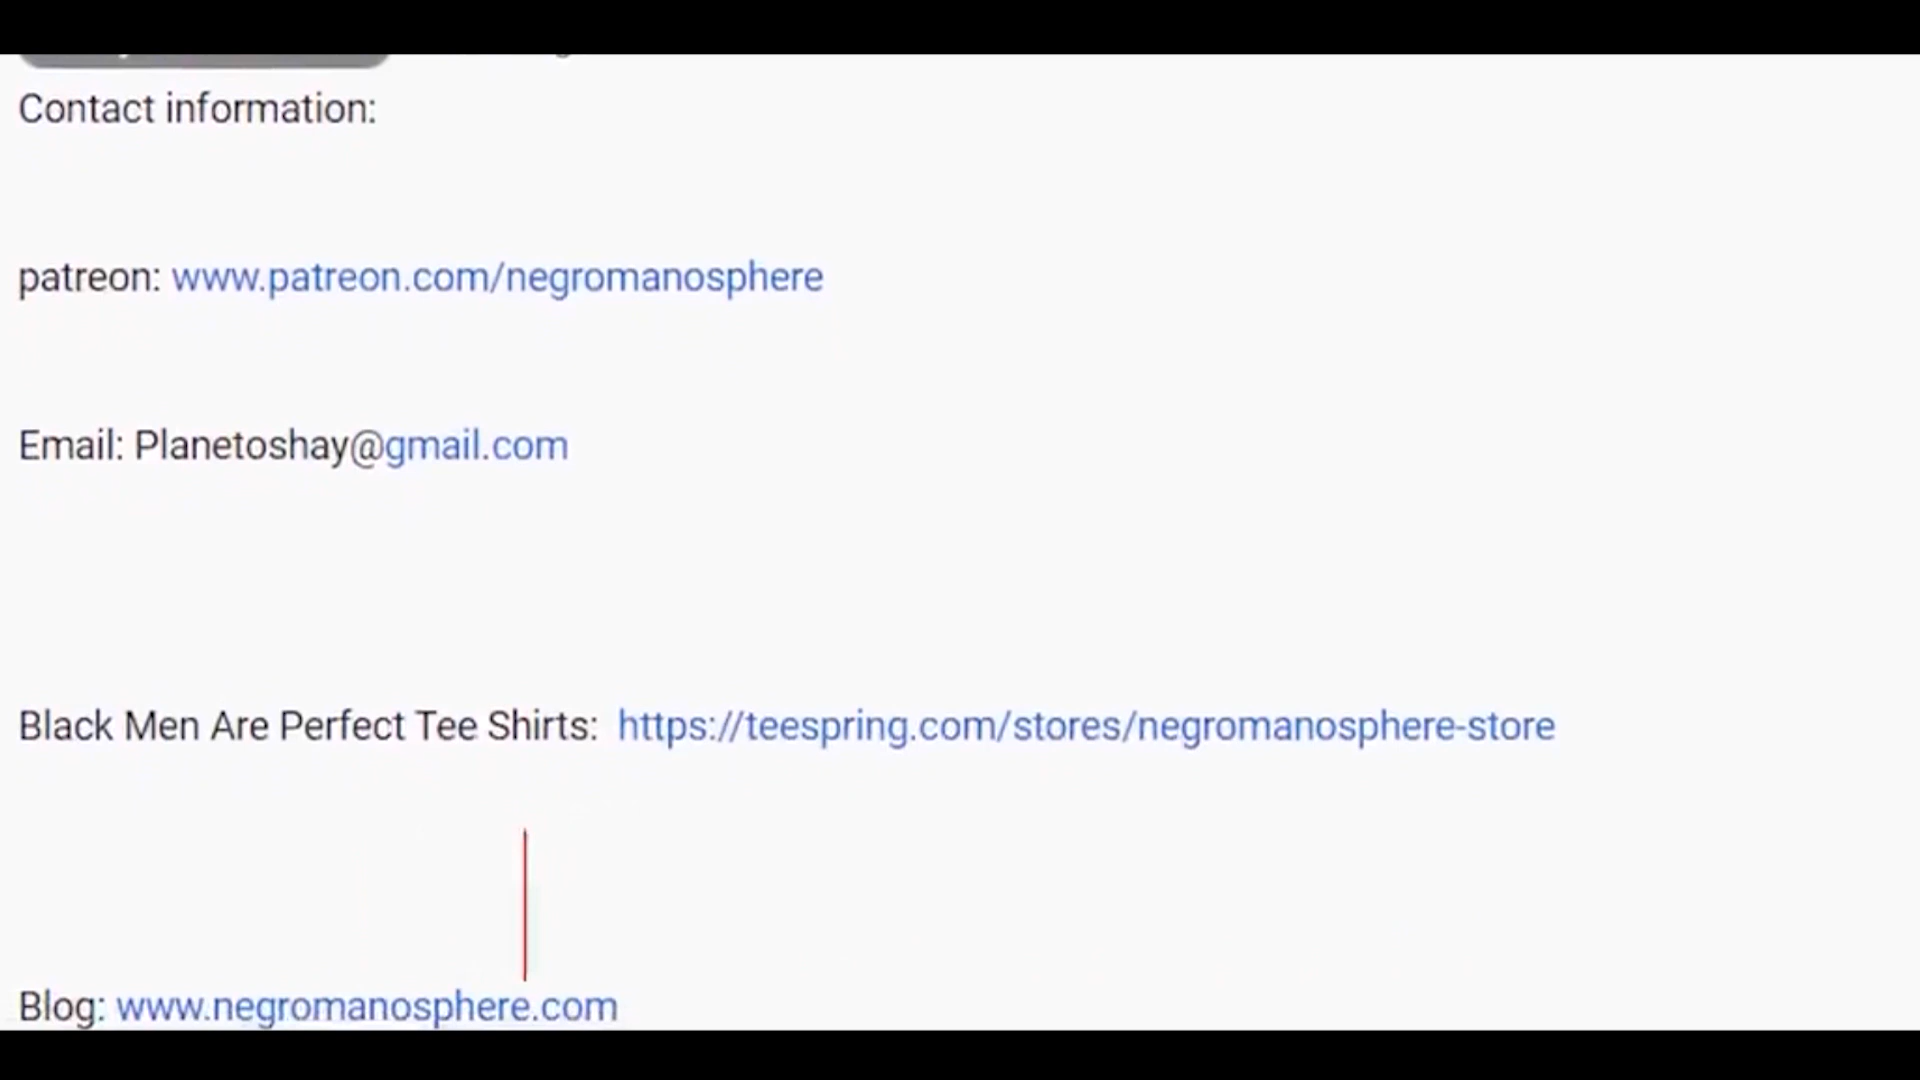 Contact information:
patreon: www.patreon.com/negromanosphere
Email: Planetoshay@gmail.com
Black Men Are Perfect Tee Shirts: https://teespring.com/stores/negromanosphere-store
Blog: www.negromanosphere.com